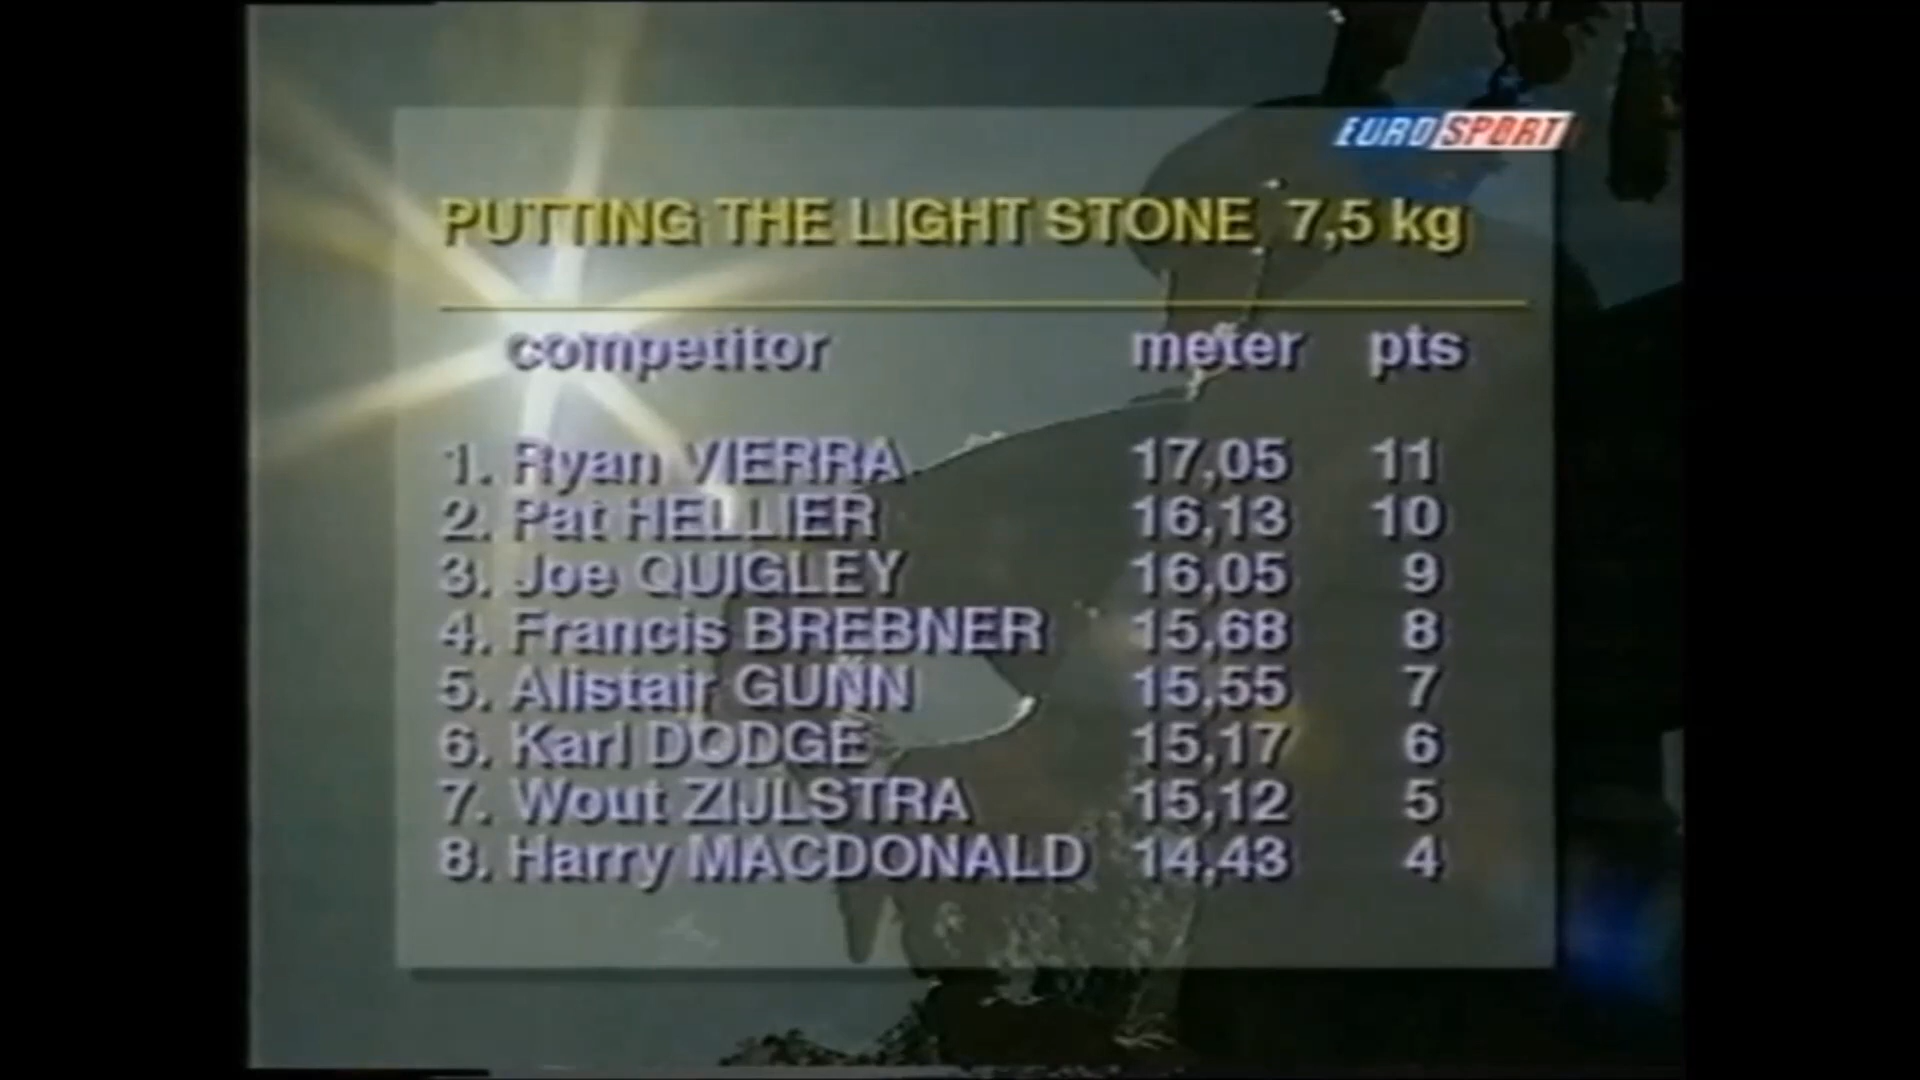 EUROSPORT
PUTTING THE LIGHT STONE 7,5 kg
competitor meter pts
1. Ryan VIERRA 17,05 11
2. Pat HELLIER 16,13 10
3. Joe QUIGLEY 16,05 9
4. Francis BREBNER 15,68 8
5. Alistair GUNN 15,55 7
6. Karl DODGE 15,17 6
7. Wout ZIJLSTRA 15,12 5
8. Harry MACDONALD 14,43 4